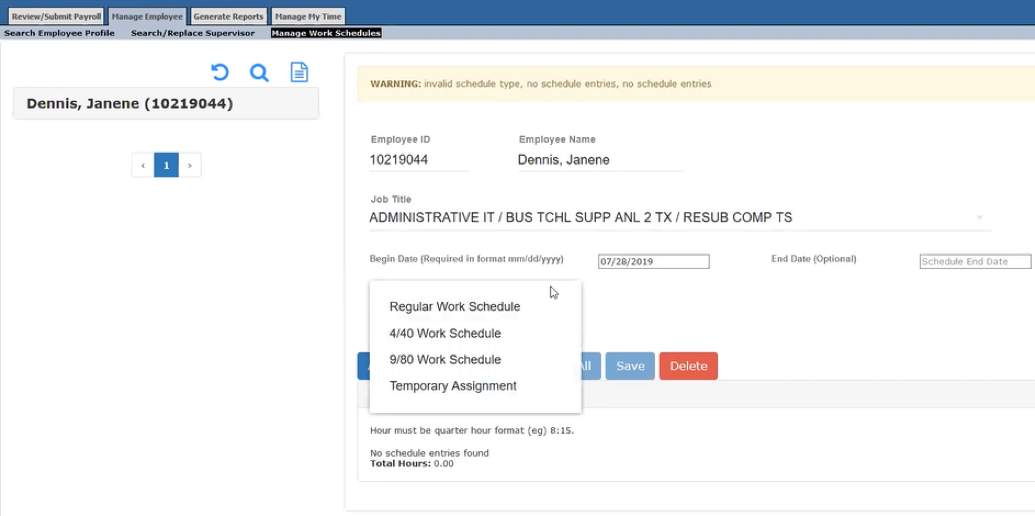 Review/Submit Payroll Manage Employee Generate Reports Manage My Time
Search Employee Profile Search/Replace Supervisor Manage Work Schedules
Dennis, Janene (10219044)
‹ 1 ›
WARNING: invalid schedule type, no schedule entries, no schedule entries
Employee ID Employee Name
10219044 Dennis, Janene
Job Title
ADMINISTRATIVE IT / BUS TCHL SUPP ANL 2 TX / RESUB COMP TS
Begin Date (Required in format mm/dd/yyyy) 07/28/2019 End Date (Optional) Schedule End Date
Regular Work Schedule
4/40 Work Schedule
9/80 Work Schedule
Temporary Assignment
Save Delete
Hour must be quarter hour format (eg) 8:15.
No schedule entries found
Total Hours: 0.00